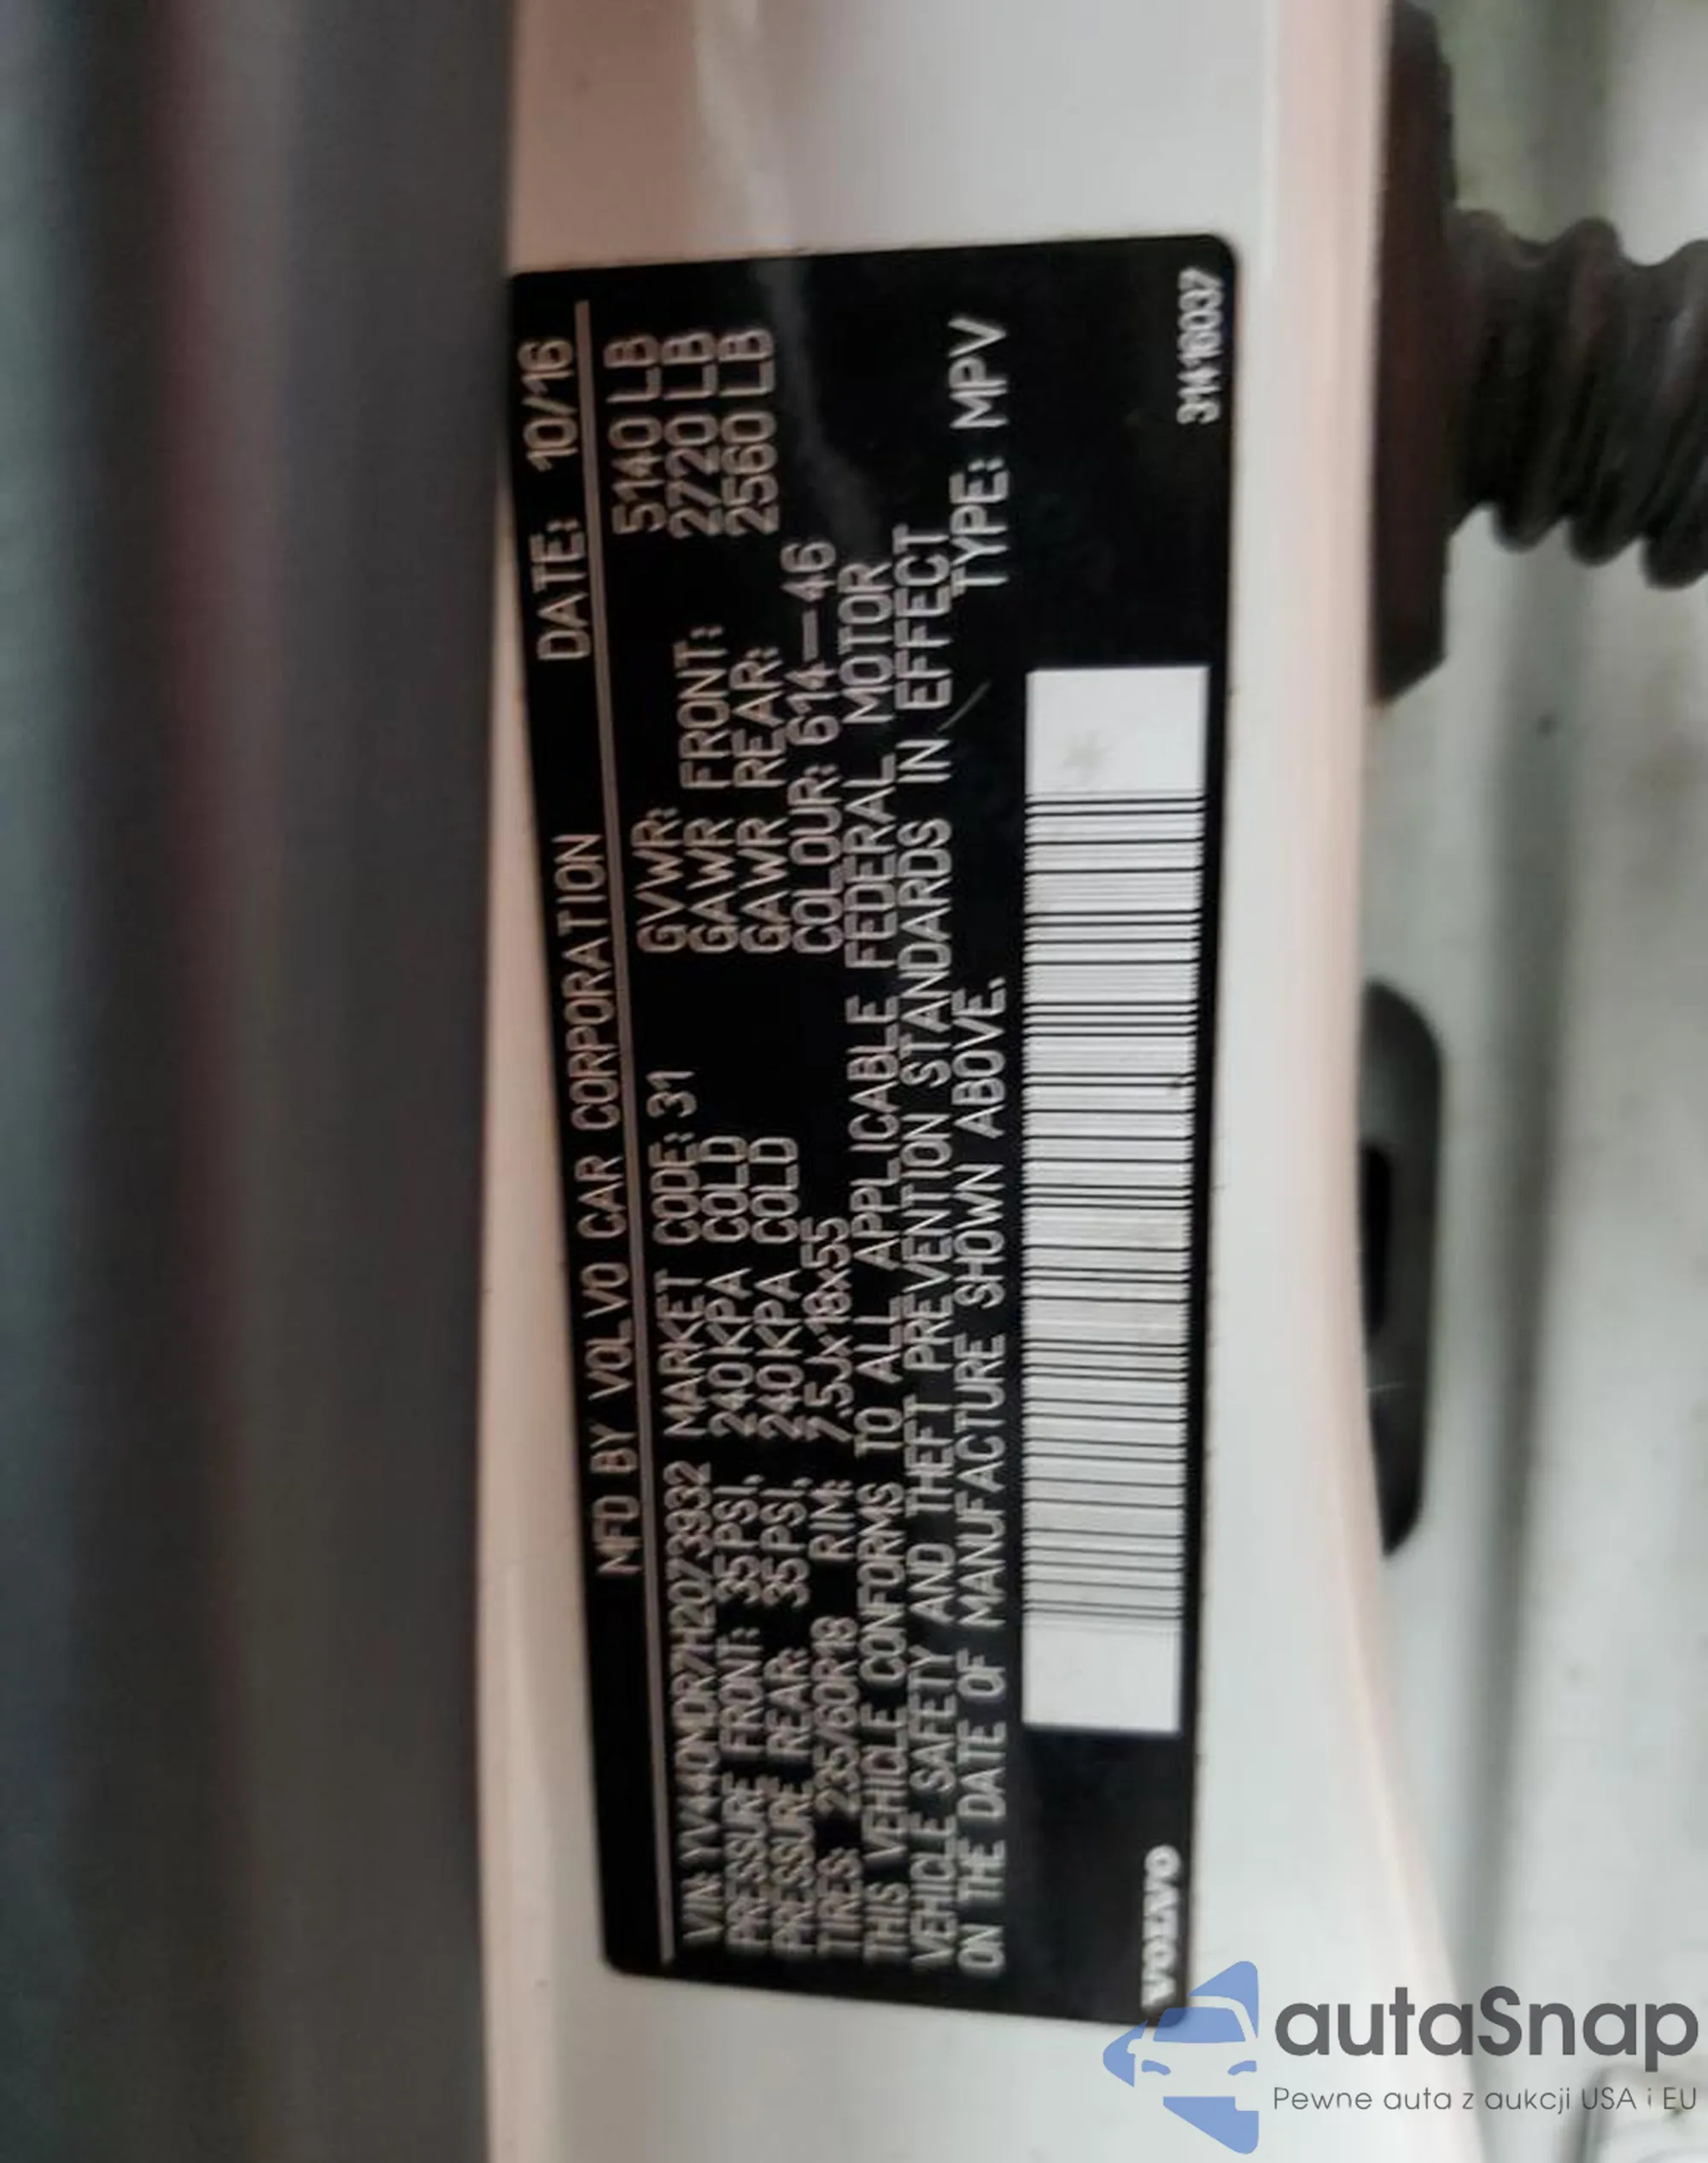 MFD BY VOLVO CAR CORPORATION DATE: 10/16
VIN: YV440MDR7H2073932 MARKET CODE: 31 GVWR: 5140 LB
PRESSURE FRONT: 35PSI, 240KPA COLD GAWR FRONT: 2720 LB
PRESSURE REAR: 35PSI, 240KPA COLD GAWR REAR: 2560 LB
TIRES: 235/60R18 RIM: 7.5Jx18x55 COLOUR: 614-46
THIS VEHICLE CONFORMS TO ALL APPLICABLE FEDERAL MOTOR
VEHICLE SAFETY AND THEFT PREVENTION STANDARDS IN EFFECT
ON THE DATE OF MANUFACTURE SHOWN ABOVE. TYPE: MPV
VOLVO 31416037
autaSnap
Pewne auta z aukcji USA i EU